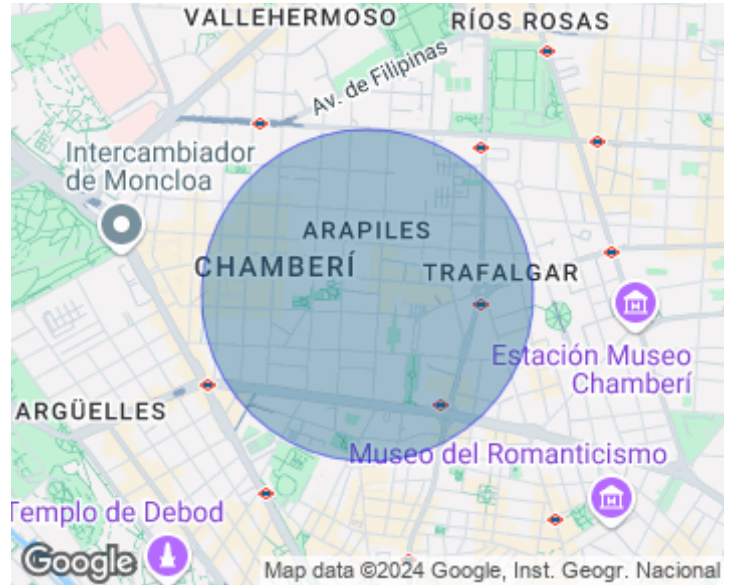 VALLEHERMOSO
RÍOS ROSAS
Av. de Filipinas
Intercambiador
de Moncloa
ARAPILES
CHAMBERÍ
TRAFALGAR
Estación Museo
Chamberí
ARGÜELLES
Museo del Romanticismo
Templo de Debod
Google
Map data ©2024 Google, Inst. Geogr. Nacional